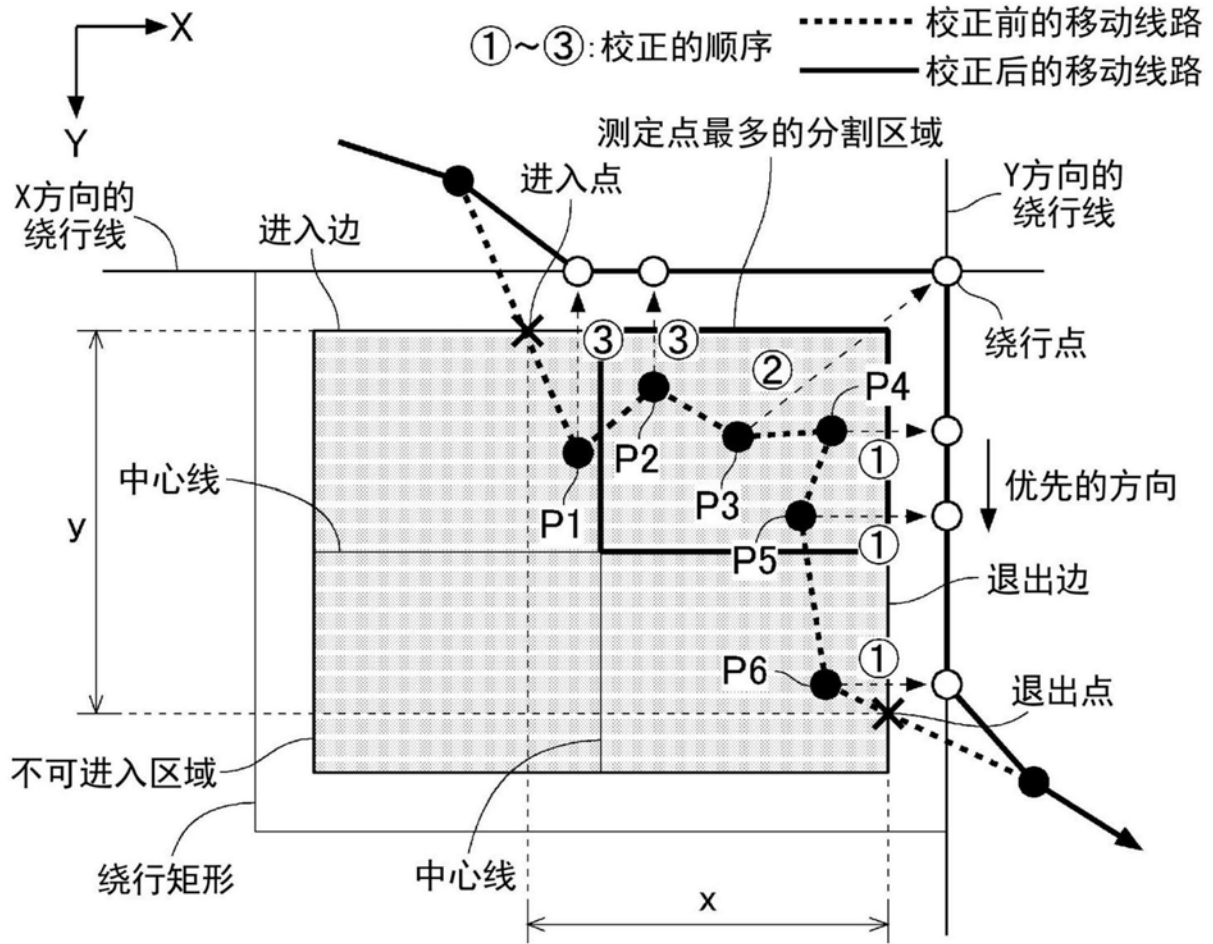 X
Y
①～③:校正的顺序
校正前的移动线路
校正后的移动线路
测定点最多的分割区域
进入点
Y方向的
绕行线
X方向的
绕行线
进入边
绕行点
③
③
②
P4
①
P2
P3
优先的方向
中心线
y
P1
P5
①
退出边
P6
①
退出点
不可进入区域
绕行矩形
中心线
x